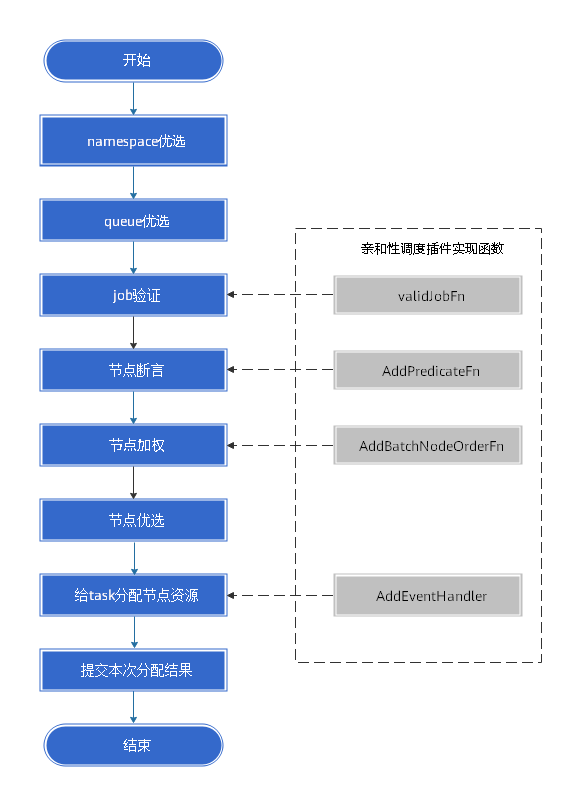 开始
namespace优选
queue优选
亲和性调度插件实现函数
job验证
validJobFn
节点断言
AddPredicateFn
节点加权
AddBatchNodeOrderFn
节点优选
给task分配节点资源
AddEventHandler
提交本次分配结果
结束